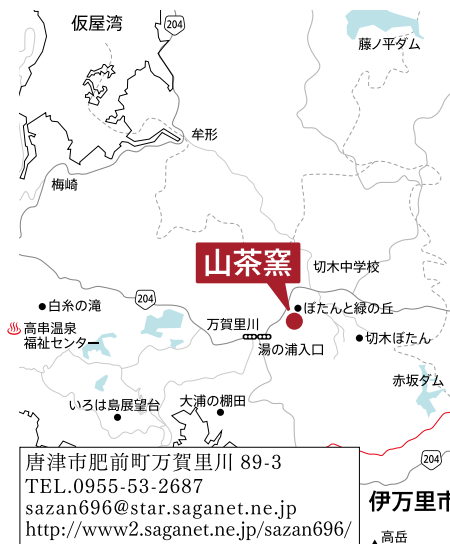 仮屋湾
204
藤ノ平ダム
牟形
梅崎
山茶窯
切木中学校
白糸の滝
204
ぼたんと緑の丘
高串温泉
福祉センター
万賀里川
湯の浦入口
切木ぼたん
赤坂ダム
いろは島展望台
大浦の棚田
204
唐津市肥前町万賀里川 89-3
TEL.0955-53-2687
sazan696@star.saganet.ne.jp
http://www2.saganet.ne.jp/sazan696/
伊万里市
高岳